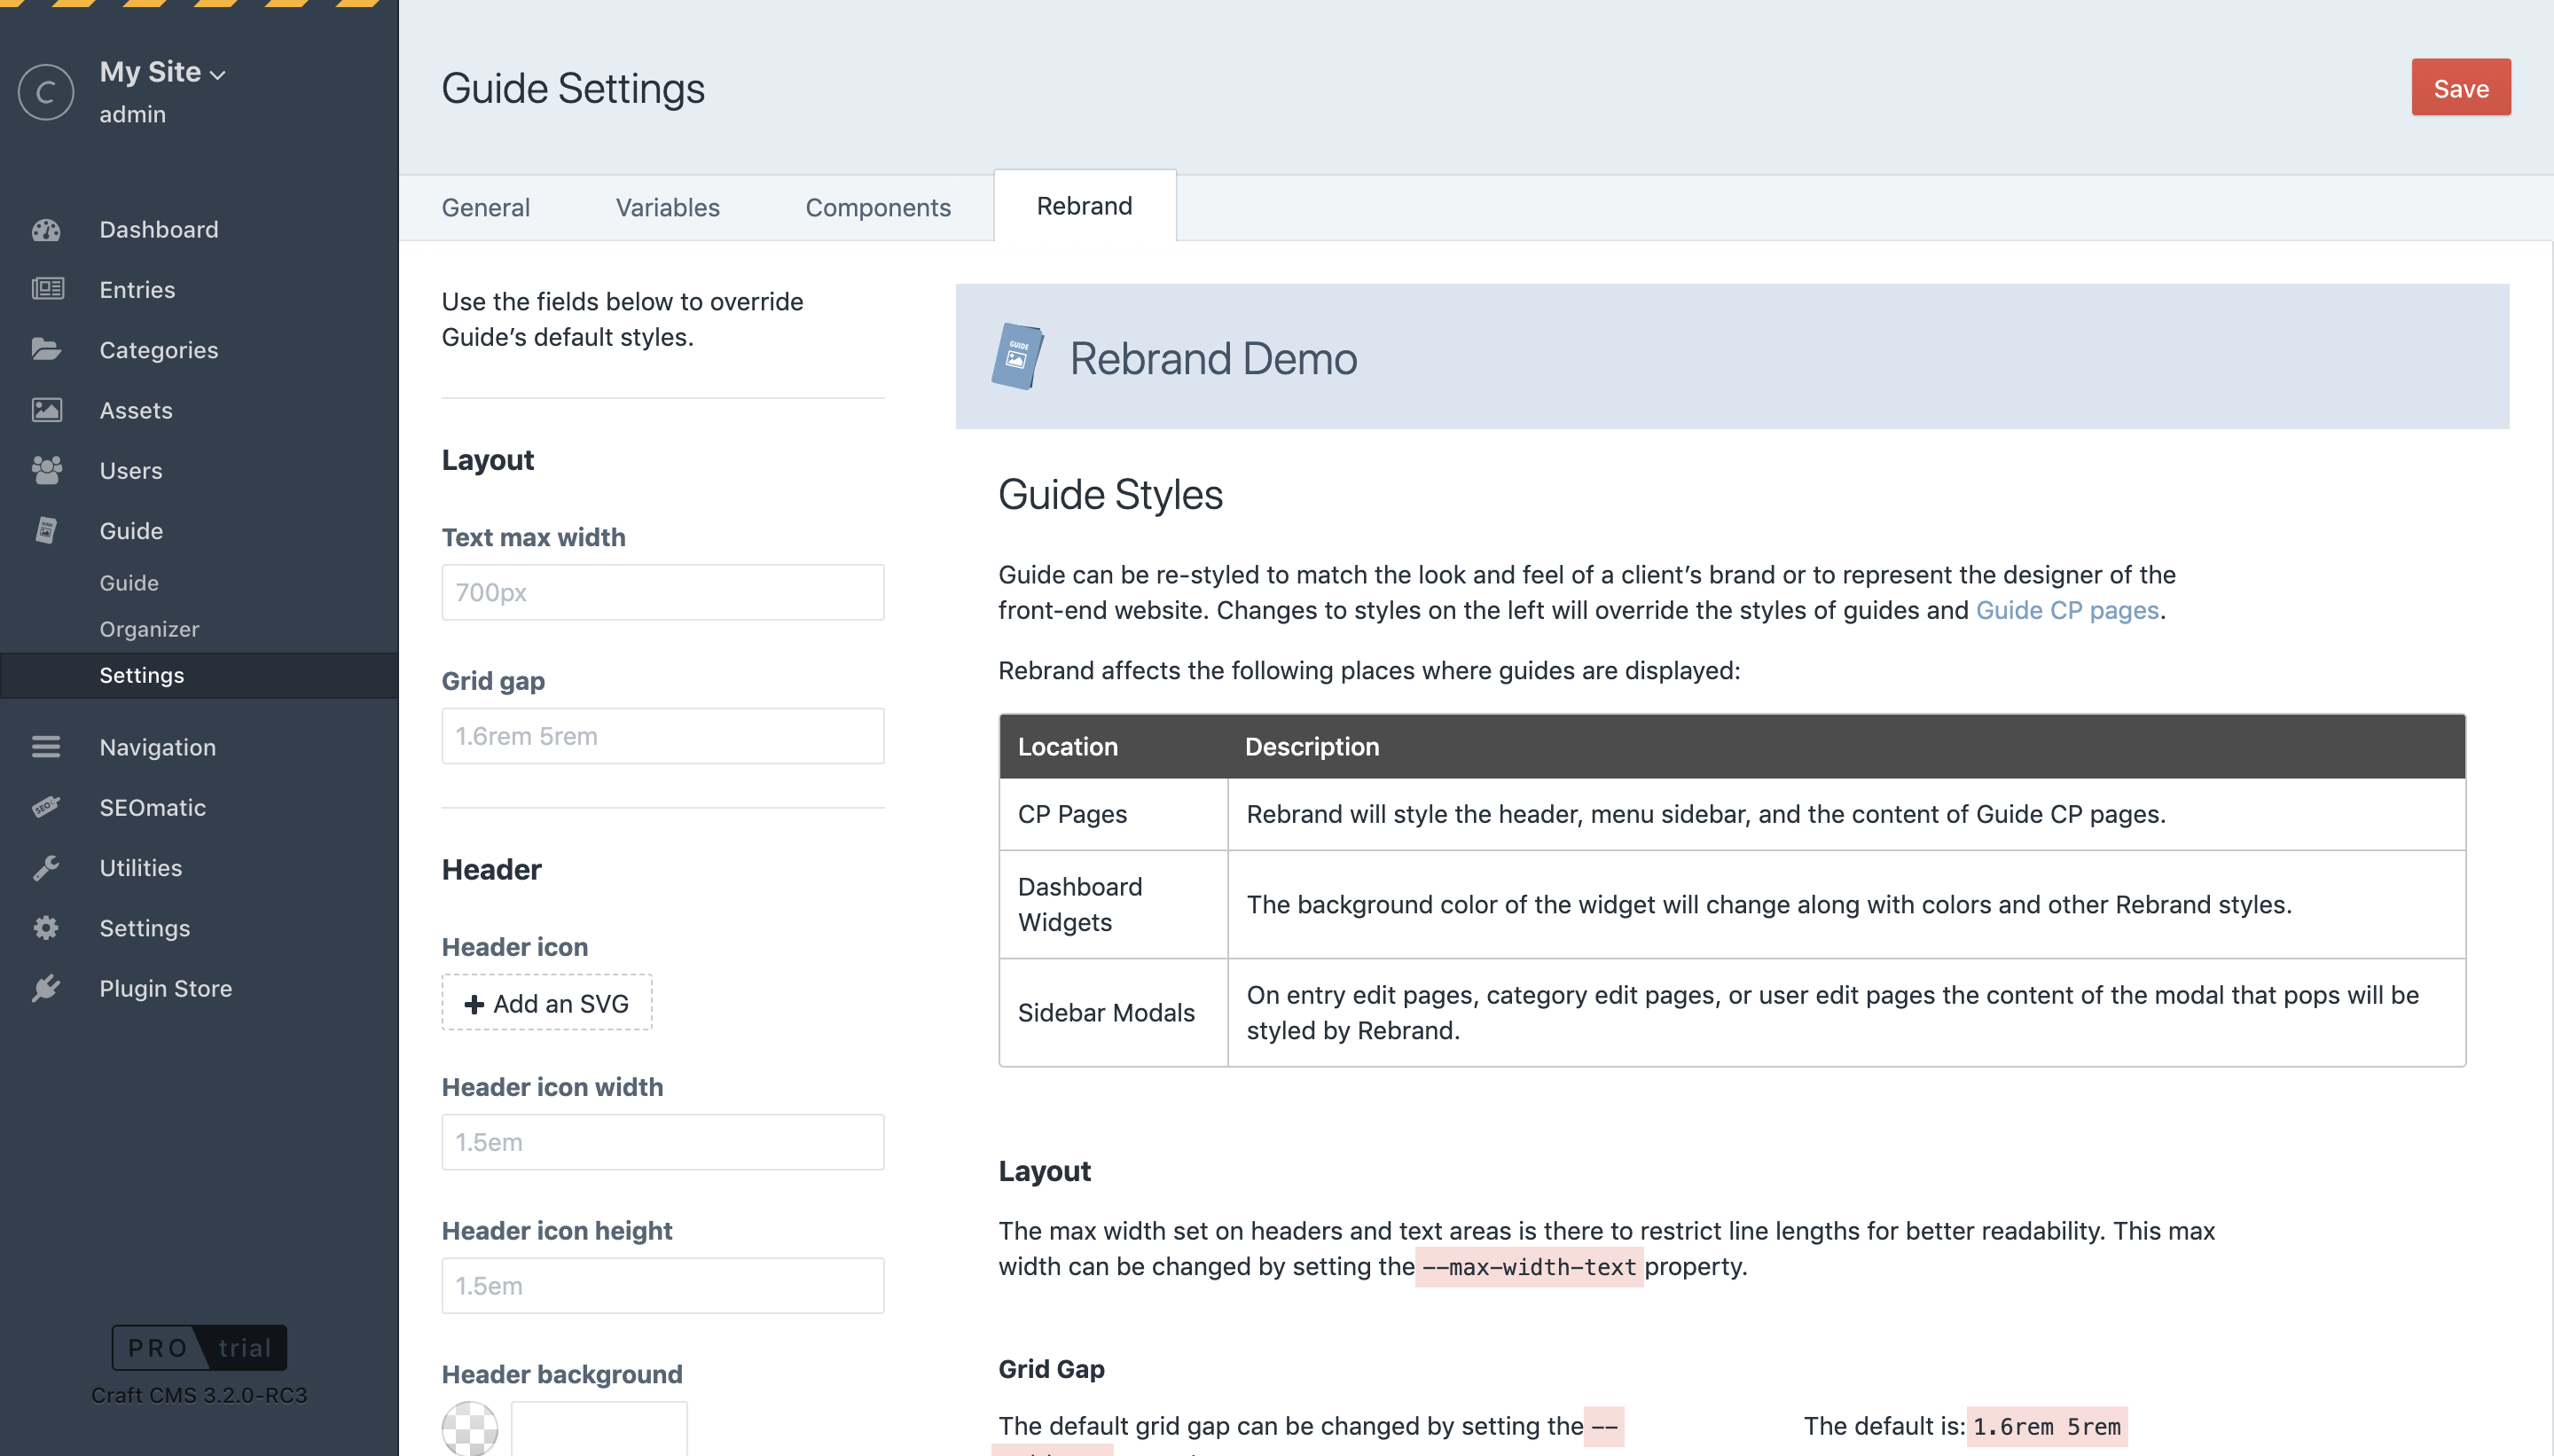 C
My Site
admin
Dashboard
Entries
Categories
Assets
Users
Guide
Guide
Organizer
Settings
Navigation
SEO
SEOmatic
Utilities
Settings
Plugin Store
PRO trial
Craft CMS 3.2.0-RC3
Guide Settings
Save
General
Variables
Components
Rebrand
Use the fields below to override
Guide’s default styles.
Layout
Text max width
700px
Grid gap
1.6rem 5rem
Header
Header icon
Add an SVG
Header icon width
1.5em
Header icon height
1.5em
Header background
GUIDE
Rebrand Demo
Guide Styles
Guide can be re-styled to match the look and feel of a client’s brand or to represent the designer of the
front-end website. Changes to styles on the left will override the styles of guides and Guide CP pages.
Rebrand affects the following places where guides are displayed:
Location Description
CP Pages Rebrand will style the header, menu sidebar, and the content of Guide CP pages.
Dashboard
Widgets
The background color of the widget will change along with colors and other Rebrand styles.
Sidebar Modals
On entry edit pages, category edit pages, or user edit pages the content of the modal that pops will be
styled by Rebrand.
Layout
The max width set on headers and text areas is there to restrict line lengths for better readability. This max
width can be changed by setting the --max-width-text property.
Grid Gap
The default grid gap can be changed by setting the --
The default is: 1.6rem 5rem